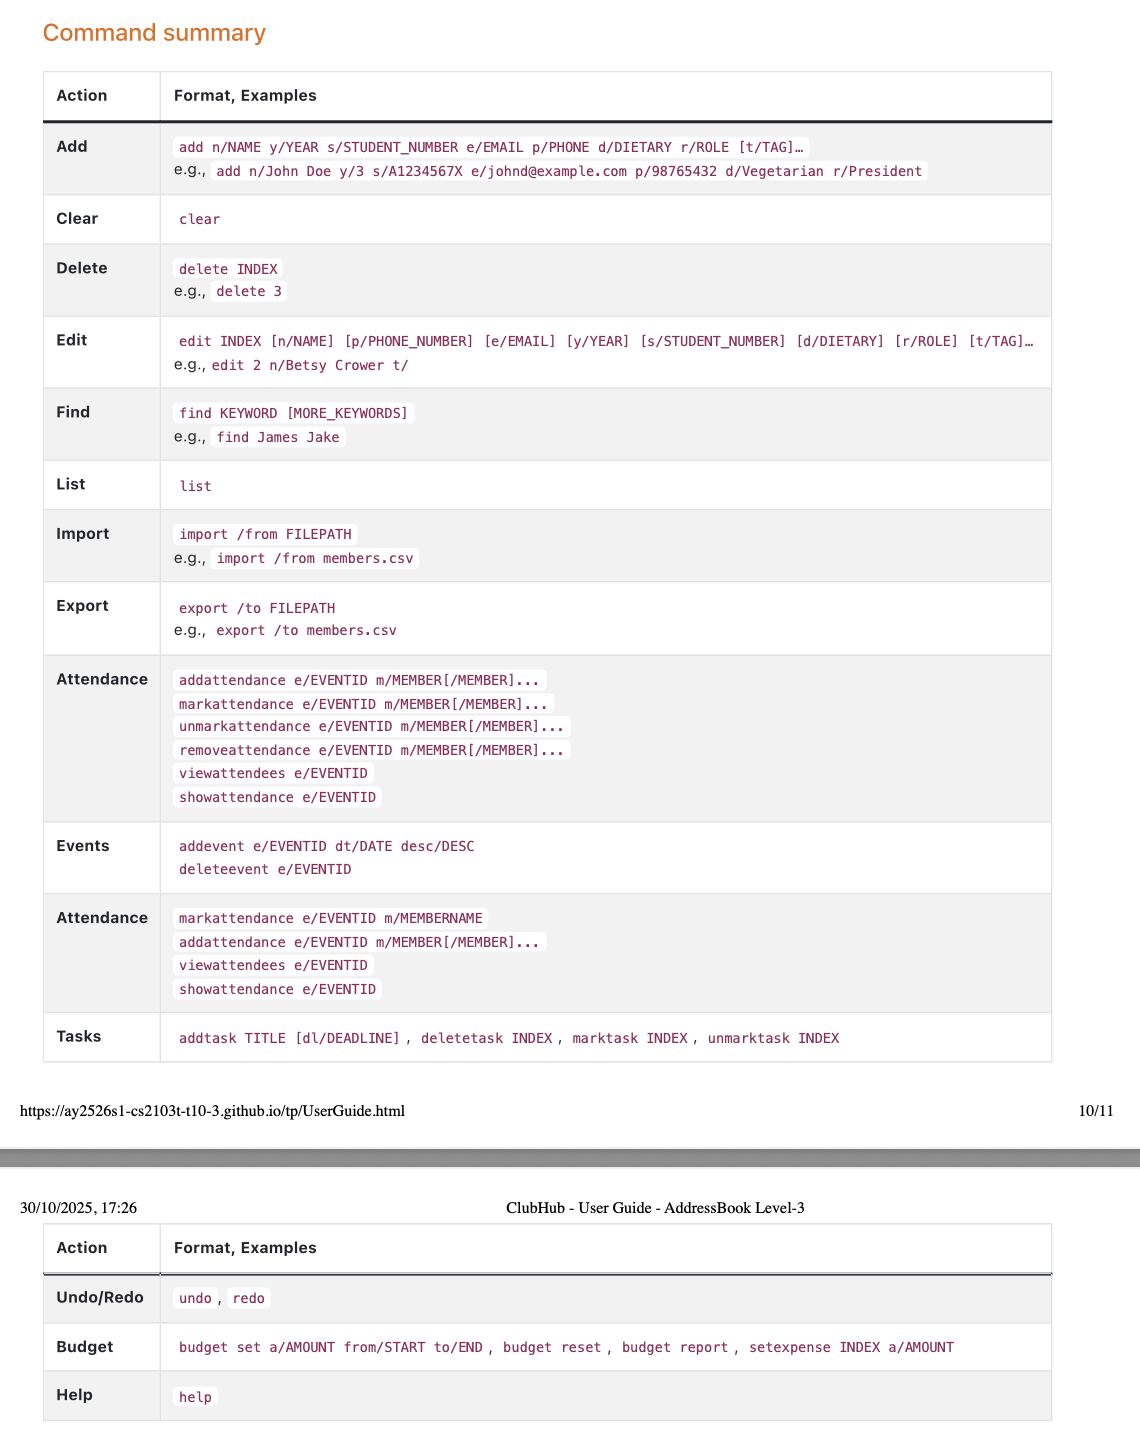 Command summary
Action Format, Examples
Add add n/NAME y/YEAR s/STUDENT_NUMBER e/EMAIL p/PHONE d/DIETARY r/ROLE [t/TAG]…
e.g., add n/John Doe y/3 s/A1234567X e/johnd@example.com p/98765432 d/Vegetarian r/President
Clear clear
Delete delete INDEX
e.g., delete 3
Edit edit INDEX [n/NAME] [p/PHONE_NUMBER] [e/EMAIL] [y/YEAR] [s/STUDENT_NUMBER] [d/DIETARY] [r/ROLE] [t/TAG]…
e.g., edit 2 n/Betsy Crower t/
Find find KEYWORD [MORE_KEYWORDS]
e.g., find James Jake
List list
Import import /from FILEPATH
e.g., import /from members.csv
Export export /to FILEPATH
e.g., export /to members.csv
Attendance addattendance e/EVENTID m/MEMBER[/MEMBER]...
markattendance e/EVENTID m/MEMBER[/MEMBER]...
unmarkattendance e/EVENTID m/MEMBER[/MEMBER]...
removeattendance e/EVENTID m/MEMBER[/MEMBER]...
viewattendees e/EVENTID
showattendance e/EVENTID
Events addevent e/EVENTID dt/DATE desc/DESC
deleteevent e/EVENTID
Attendance markattendance e/EVENTID m/MEMBERNAME
addattendance e/EVENTID m/MEMBER[/MEMBER]...
viewattendees e/EVENTID
showattendance e/EVENTID
Tasks addtask TITLE [dl/DEADLINE] , deletetask INDEX , marktask INDEX , unmarktask INDEX
https://ay2526s1-cs2103t-t10-3.github.io/tp/UserGuide.html 10/11
30/10/2025, 17:26 ClubHub - User Guide - AddressBook Level-3
Action Format, Examples
Undo/Redo undo , redo
Budget budget set a/AMOUNT from/START to/END , budget reset , budget report , setexpense INDEX a/AMOUNT
Help help